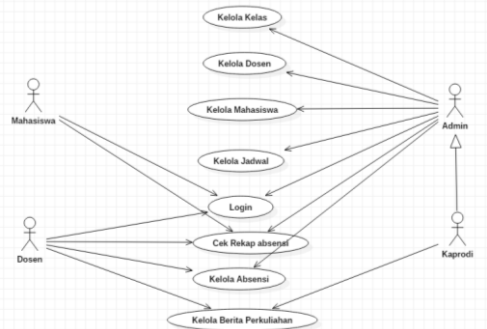 Kelola Kelas
Kelola Dosen
Mahasiswa
Kelola Mahasiswa
Admin
Kelola Jadwal
Login
Dosen
Cek Rekap absensi
Kaprodi
Kelola Absensi
Kelola Berita Perkuliahan